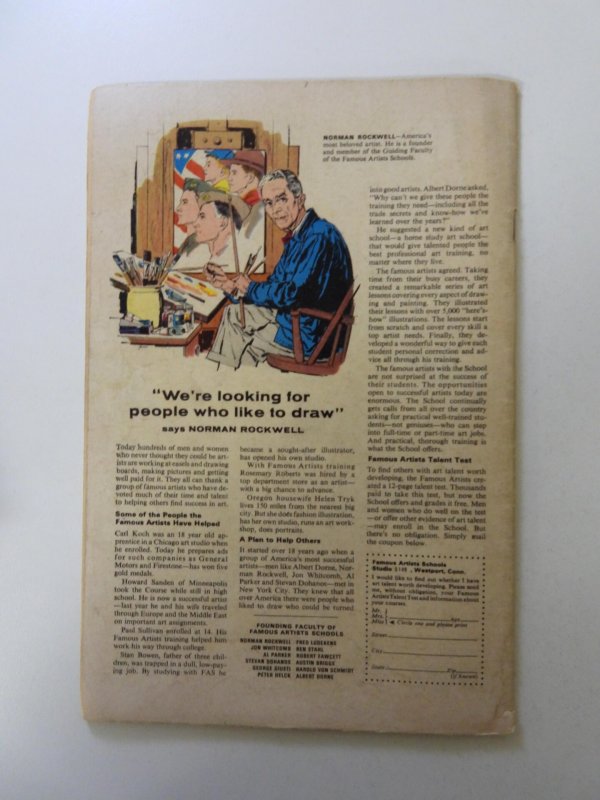 NORMAN ROCKWELL—America's
most beloved artist. He is a founder
and member of the Guiding Faculty
of the Famous Artists Schools.
"We're looking for
people who like to draw"
says NORMAN ROCKWELL
Today hundreds of men and women
who never thought they could be art-
ists are working at easels and drawing
boards, making pictures and getting
well paid for it. They all can thank a
group of famous artists who have de-
voted much of their time and talent
to helping others find success in art.
Some of the People the
Famous Artists Have Helped
Carl Koch was an 18 year old ap-
prentice in a Chicago art studio when
he enrolled. Today he prepares ads
for such companies as General
Motors and Firestone—has won five
gold medals.
Howard Sanden of Minneapolis
took the Course while still in high
school. He is now a successful artist
—last year he and his wife traveled
through Europe and the Middle East
on important art assignments.
Paul Sullivan enrolled at 14. His
Famous Artists training helped him
work his way through college.
Stan Bowen, father of three chil-
dren, was trapped in a dull, low-pay-
ing job. By studying with FAS he
became a sought-after illustrator,
has opened his own studio.
With Famous Artists training
Rosemary Roberts was hired by a
top department store as an artist—
with a big chance to advance.
Oregon housewife Helen Tryk
lives 150 miles from the nearest big
city. But she does fashion illustration,
has her own studio, runs an art work-
shop, does portraits.
A Plan to Help Others
It started over 18 years ago when a
group of America's most successful
artists—men like Albert Dorne, Nor-
man Rockwell, Jon Whitcomb, Al
Parker and Stevan Dohanos—met in
New York City. They knew that all
over America there were people who
liked to draw who could be turned
into good artists. Albert Dorne asked,
"Why can't we give these people the
training they need—including all the
trade secrets and know-how we've
learned over the years?"
He suggested a new kind of art
school—a home study art school—
that would give talented people the
best professional art training, no
matter where they live.
The famous artists agreed. Taking
time from their busy careers, they
created a remarkable series of art
lessons covering every aspect of draw-
ing and painting. They illustrated
their lessons with over 5,000 "here's-
how" illustrations. The lessons start
from scratch and cover every skill a
top artist needs. Finally, they de-
veloped a wonderful way to give each
student personal correction and ad-
vice all through his training.
The famous artists with the School
are not surprised at the success of
their students. The opportunities
open to successful artists today are
enormous. The School continually
gets calls from all over the country
asking for practical well-trained stu-
dents—not geniuses—who can step
into full-time or part-time art jobs.
And practical, thorough training is
what the School offers.
Famous Artists Talent Test
To find others with art talent worth
developing, the Famous Artists cre-
ated a 12-page talent test. Thousands
paid to take this test, but now the
School offers and grades it free. Men
and women who do well on the test
—or offer other evidence of art talent
—may enroll in the School. But
there's no obligation. Simply mail
the coupon below.
Famous Artists Schools
Studio Westport, Conn.
I would like to find out whether I have
art talent worth developing. Please send
me, without obligation, your Famous
Artists Talent Test and information about
your courses.
Mr.
Mrs. Age
Miss Circle one and please print
Street
City
State Zip
(If known)
FOUNDING FACULTY OF
FAMOUS ARTISTS SCHOOLS
NORMAN ROCKWELL FRED LUDEKENS
JON WHITCOMB BEN STAHL
AL PARKER ROBERT FAWCETT
STEVAN DOHANOS AUSTIN BRIGGS
GEORGE GIUSTI HAROLD VON SCHMIDT
PETER HELCK ALBERT DORNE